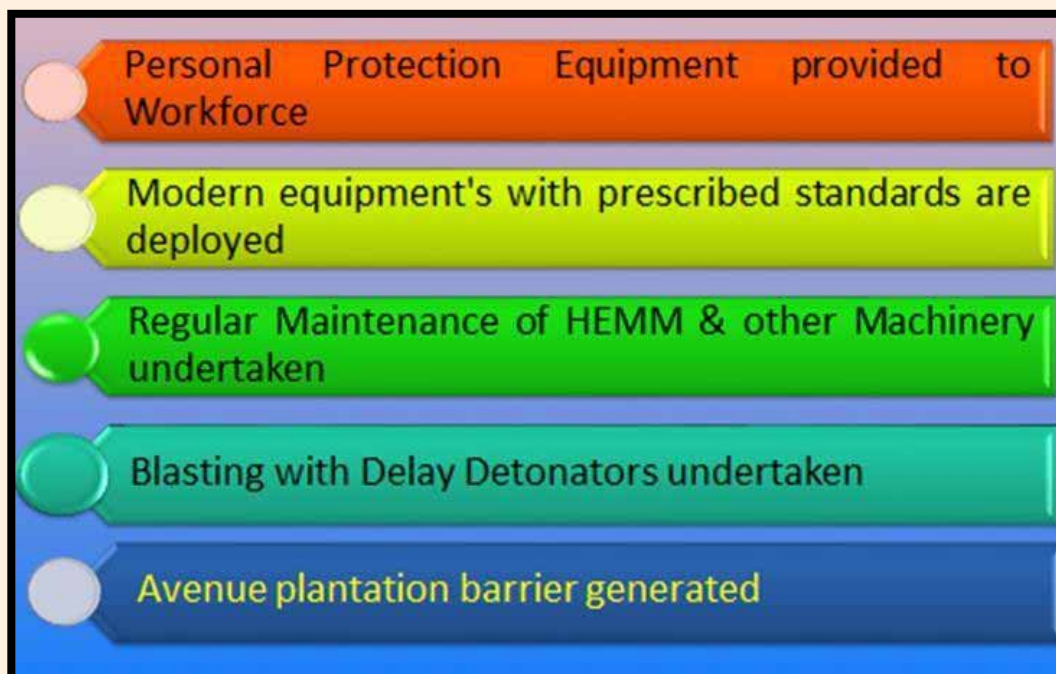 Personal Protection Equipment provided to
Workforce
Modern equipment's with prescribed standards are
deployed
Regular Maintenance of HEMM & other Machinery
undertaken
Blasting with Delay Detonators undertaken
Avenue plantation barrier generated